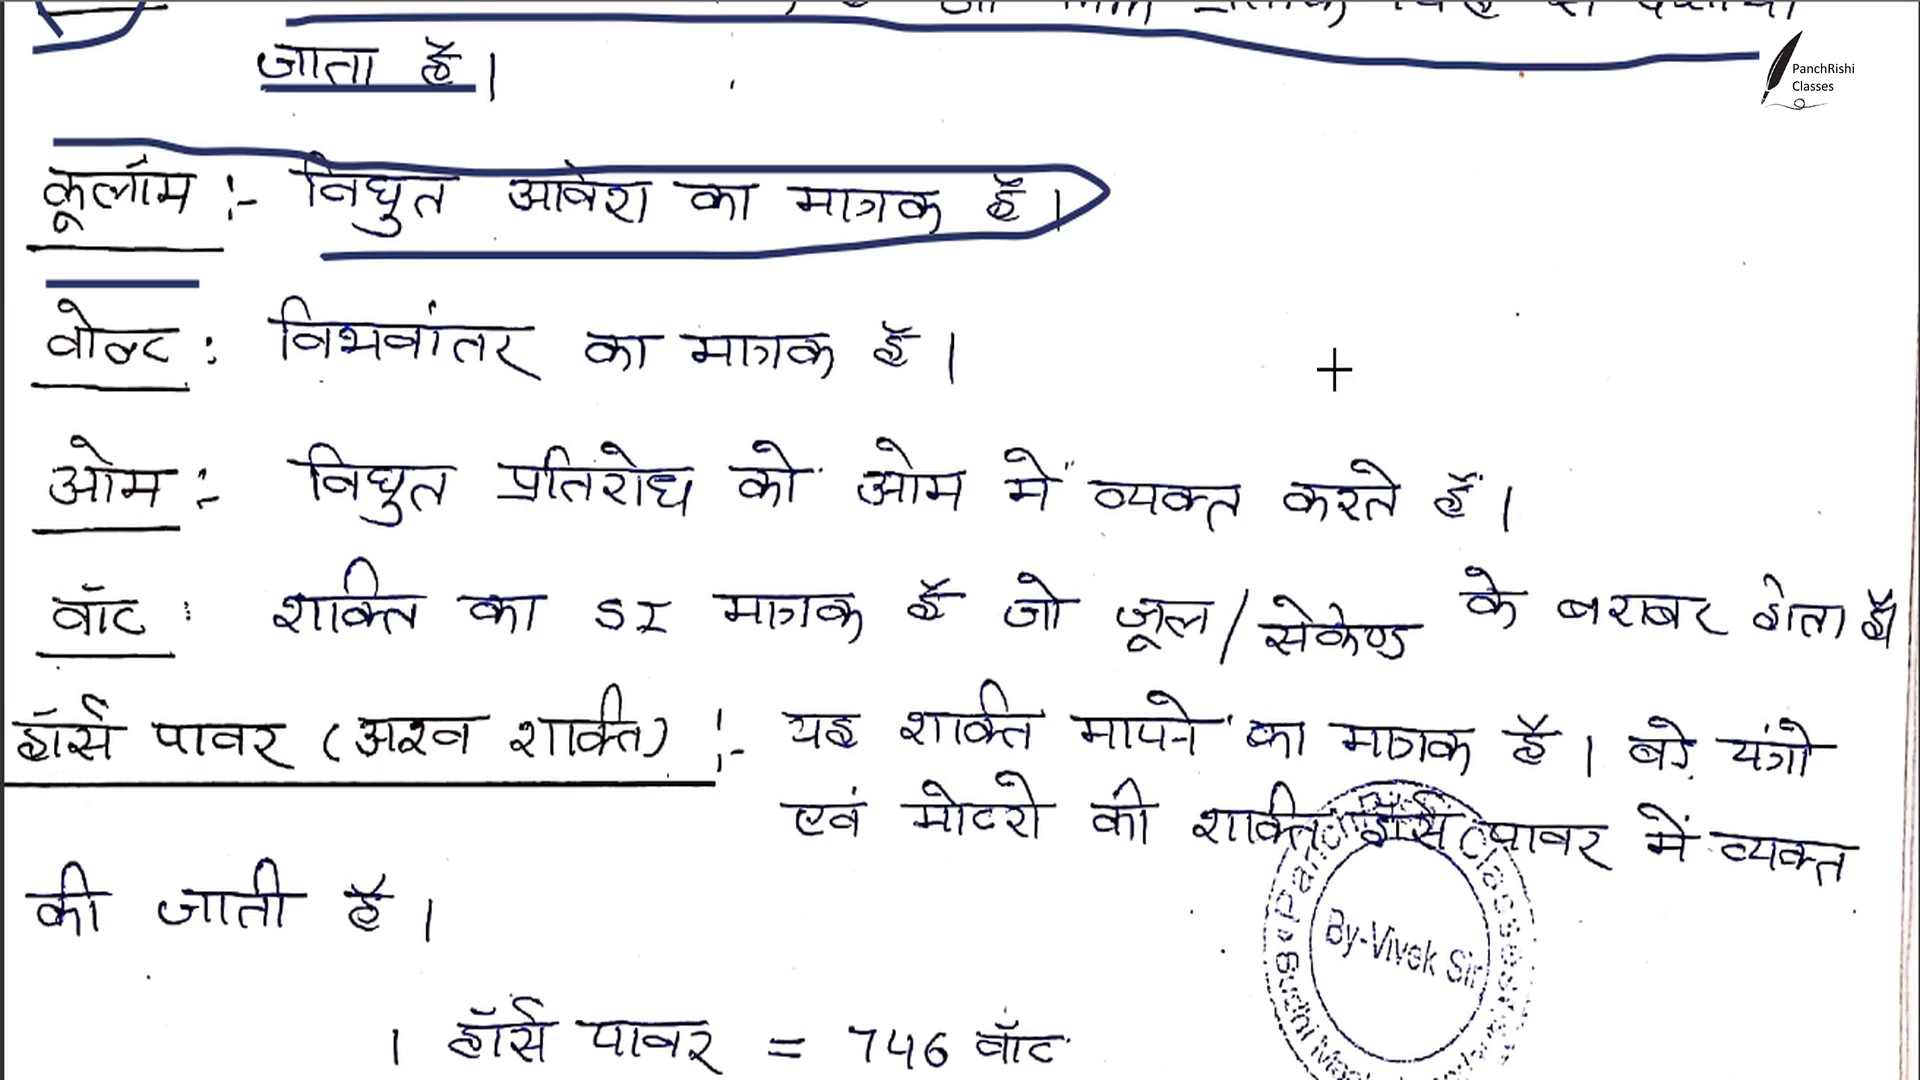 जाता है।
PanchRishi
Classes
कूलॉम :- विधुत आवेश का मात्रक है।
वोल्ट : विभवांतर का मात्रक है।
ओम :- विधुत प्रतिरोध को ओम में व्यक्त करते हैं।
वॉट : शक्ति का SI मात्रक है जो जूल/सेकेण्ड के बराबर होता है
हॉर्स पावर (अश्व शक्ति) :- यह शक्ति मापने का मात्रक है। बड़े यंत्रो
एवं मोटरो की शक्ति हॉर्स पावर में व्यक्त
की जाती है।
By-Vivek Sir
1 हॉर्स पावर = 746 वॉट